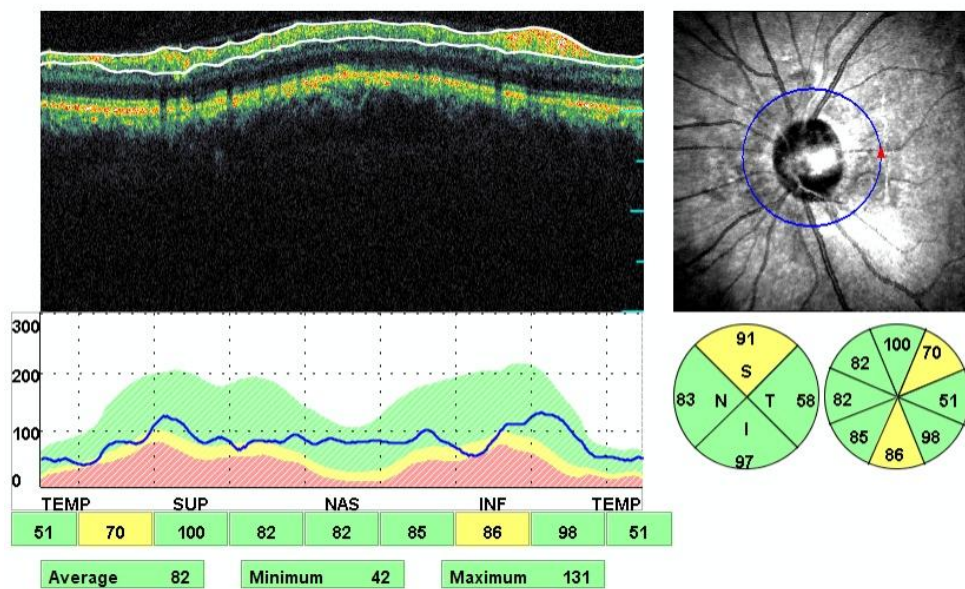 300
200
100
0
TEMP SUP NAS INF TEMP
51 70 100 82 82 85 86 98 51
Average 82 Minimum 42 Maximum 131
91
S
83 N T 58
I
97
100
82 70
82 51
85 98
86